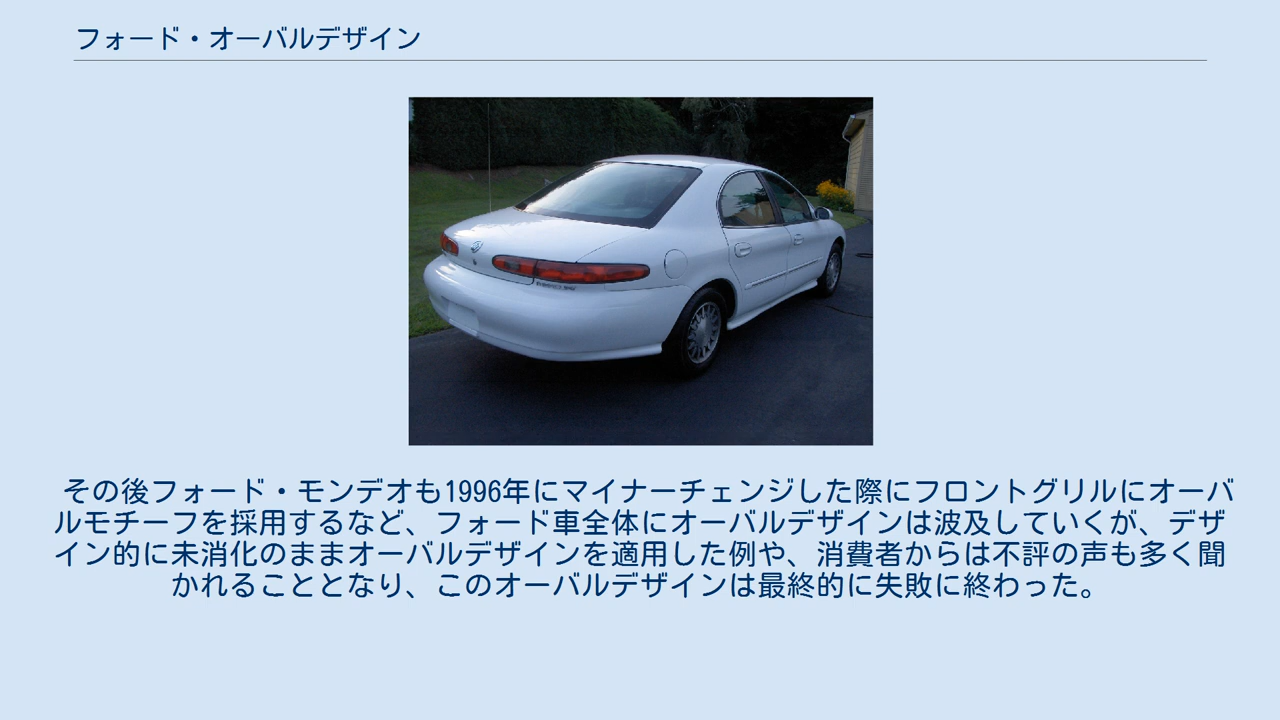 フォード・オーバルデザイン
その後フォード・モンデオも1996年にマイナーチェンジした際にフロントグリルにオーバ
ルモチーフを採用するなど、フォード車全体にオーバルデザインは波及していくが、デザ
イン的に未消化のままオーバルデザインを適用した例や、消費者からは不評の声も多く聞
かれることとなり、このオーバルデザインは最終的に失敗に終わった。